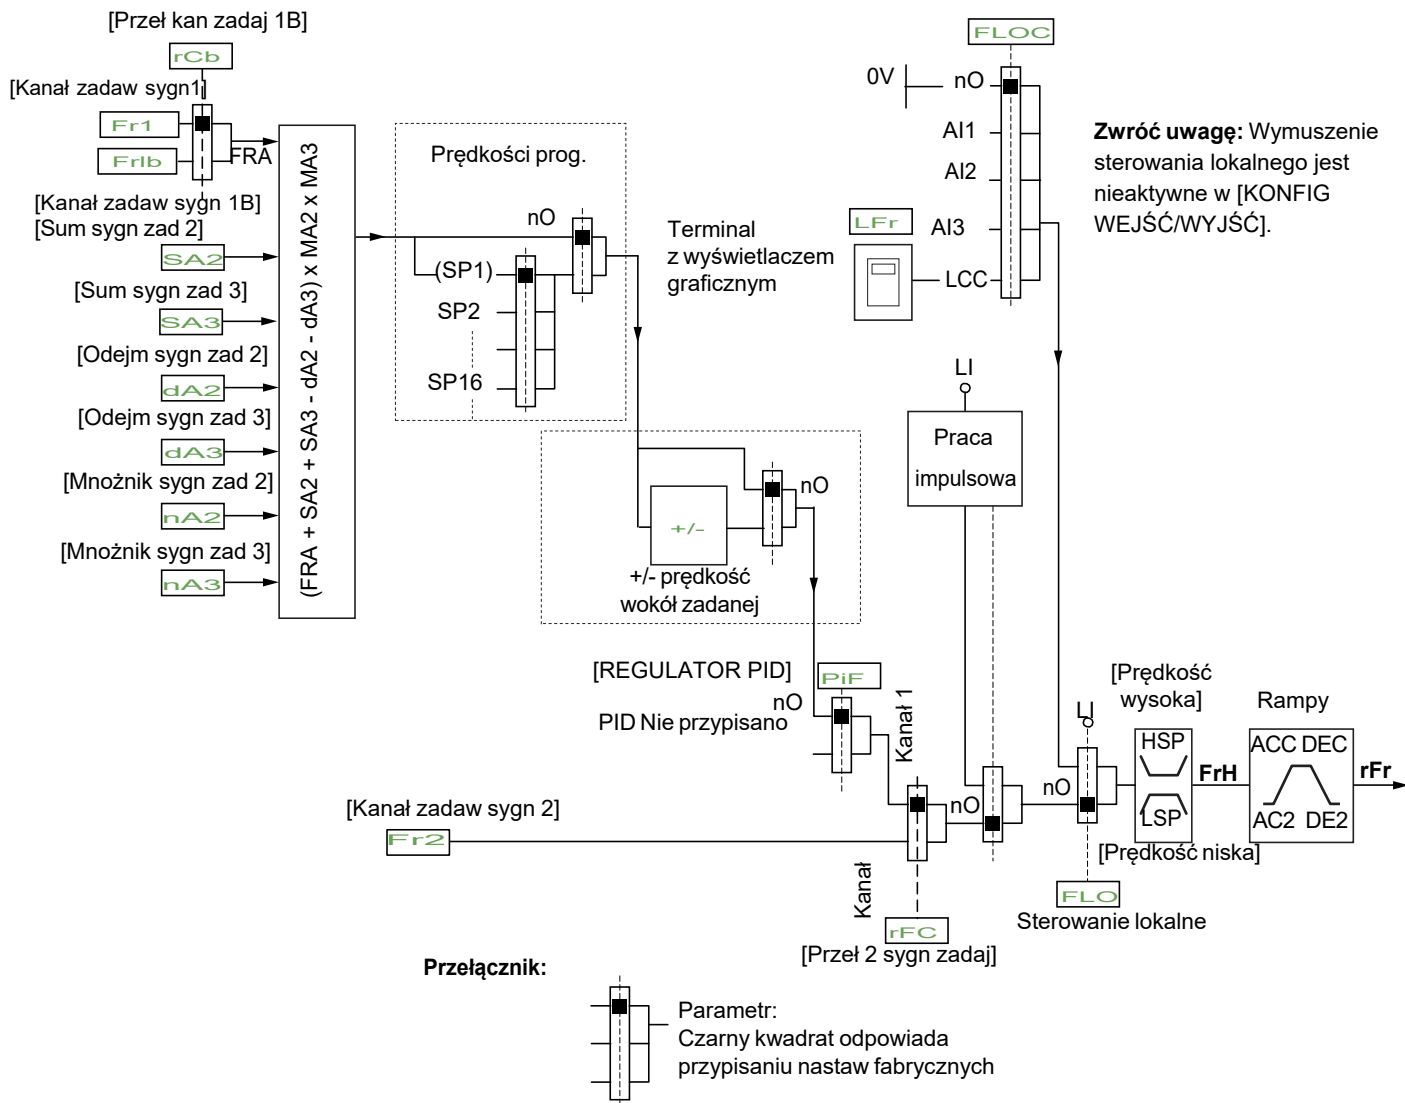 [Przeł kan zadaj 1B]
rCb
[Kanał zadaw sygn1]
Fr1
FrIb
FRA
[Kanał zadaw sygn 1B]
[Sum sygn zad 2]
SA2
[Sum sygn zad 3]
SA3
[Odejm sygn zad 2]
dA2
[Odejm sygn zad 3]
dA3
[Mnożnik sygn zad 2]
nA2
[Mnożnik sygn zad 3]
nA3
(FRA + SA2 + SA3 - dA2 - dA3) x MA2 x MA3
Prędkości prog.
nO
(SP1)
SP2
SP16
+/-
nO
+/- prędkość
wokół zadanej
Terminal
z wyświetlaczem
graficznym
FLOC
0V
nO
AI1
AI2
LFr
AI3
LCC
Zwróć uwagę: Wymuszenie
sterowania lokalnego jest
nieaktywne w [KONFIG
WEJŚĆ/WYJŚĆ].
LI
Praca
impulsowa
[REGULATOR PID]
PiF
nO
PID Nie przypisano
Kanał 1
[Kanał zadaw sygn 2]
Fr2
Kanał
rFC
[Przeł 2 sygn zadaj]
nO
nO
LI
FLO
Sterowanie lokalne
[Prędkość
wysoka]
HSP
LSP
[Prędkość niska]
FrH
Rampy
ACC DEC
AC2 DE2
rFr
Przełącznik:
Parametr:
Czarny kwadrat odpowiada
przypisaniu nastaw fabrycznych